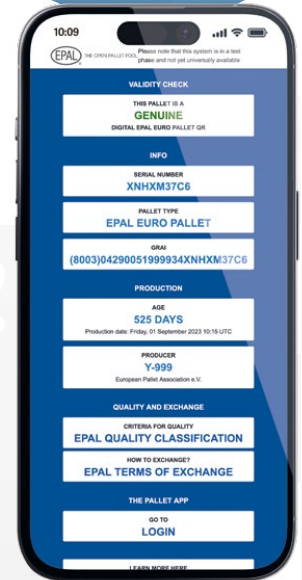 10:09
EPAL
THE OPEN PALLET POOL
Please note that this system is in a test
phase and not yet universally available
VALIDITY CHECK
THIS PALLET IS A
GENUINE
DIGITAL EPAL EURO PALLET QR
INFO
SERIAL NUMBER
XNHXM37C6
PALLET TYPE
EPAL EURO PALLET
GRAI
(8003)04290051999934XNHXM37C6
PRODUCTION
AGE
525 DAYS
Production date: Friday, 01 September 2023 10:15 UTC
PRODUCER
Y-999
European Pallet Association e.V.
QUALITY AND EXCHANGE
CRITERIA FOR QUALITY
EPAL QUALITY CLASSIFICATION
HOW TO EXCHANGE?
EPAL TERMS OF EXCHANGE
THE PALLET APP
GO TO
LOGIN
LEARN MORE HERE